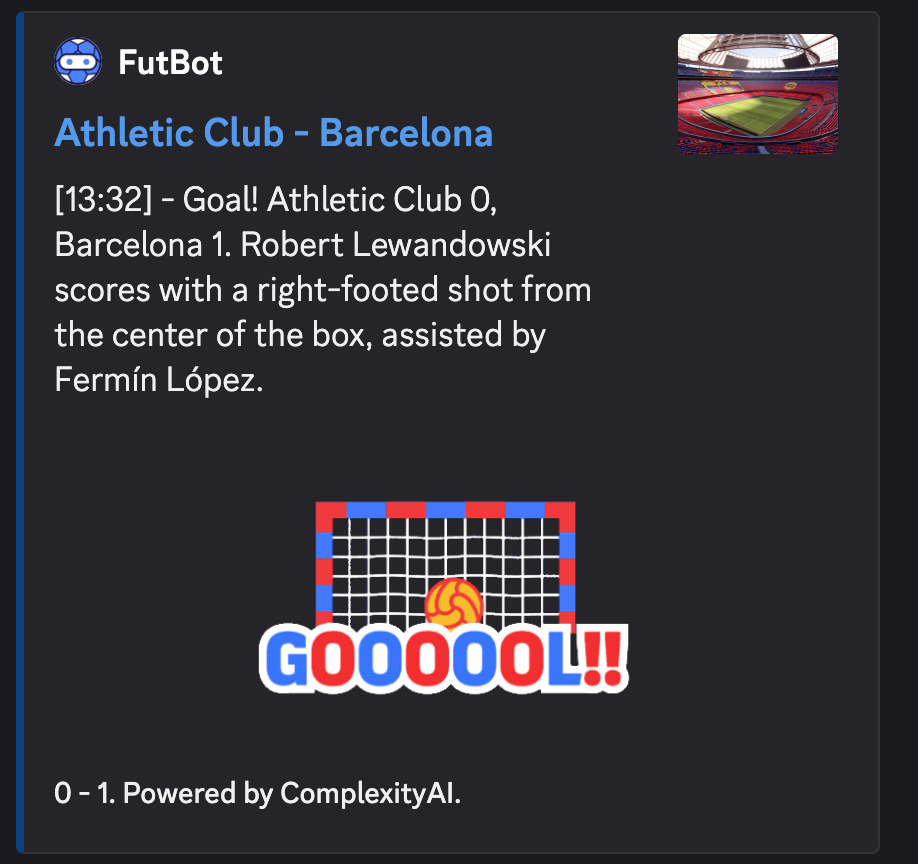 FutBot
Athletic Club - Barcelona
[13:32] - Goal! Athletic Club 0,
Barcelona 1. Robert Lewandowski
scores with a right-footed shot from
the center of the box, assisted by
Fermín López.
GOOOOOL!!
0 - 1. Powered by ComplexityAI.